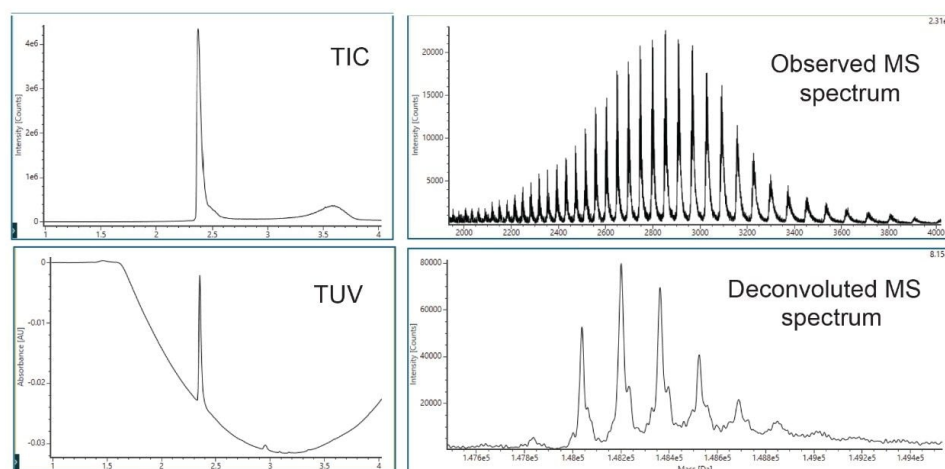 TIC
Intensity [Counts]
4e6
3e6
2e6
1e6
0
1
1.5
2
2.5
3
3.5
4
2.31e
Observed MS
spectrum
Intensity [Counts]
20000
15000
10000
5000
2000
2200
2400
2600
2800
3000
3200
3400
3600
3800
4000
TUV
Absorbance [AU]
0
-0.01
-0.02
-0.03
1
1.5
2
2.5
3
3.5
4
8.15
Deconvoluted MS
spectrum
Intensity [Counts]
80000
60000
40000
20000
1.476e5
1.478e5
1.48e5
1.482e5
1.484e5
1.486e5
1.488e5
1.49e5
1.492e5
1.494e5
Mass [Da]